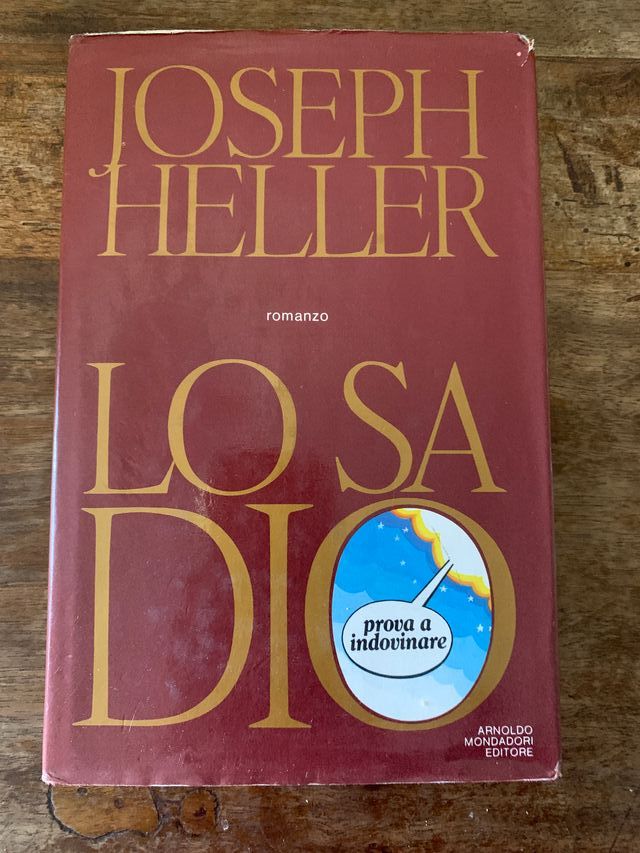 JOSEPH
HELLER
romanzo
LO SA
DIO
prova a
indovinare
ARNOLDO
MONDADORI
EDITORE